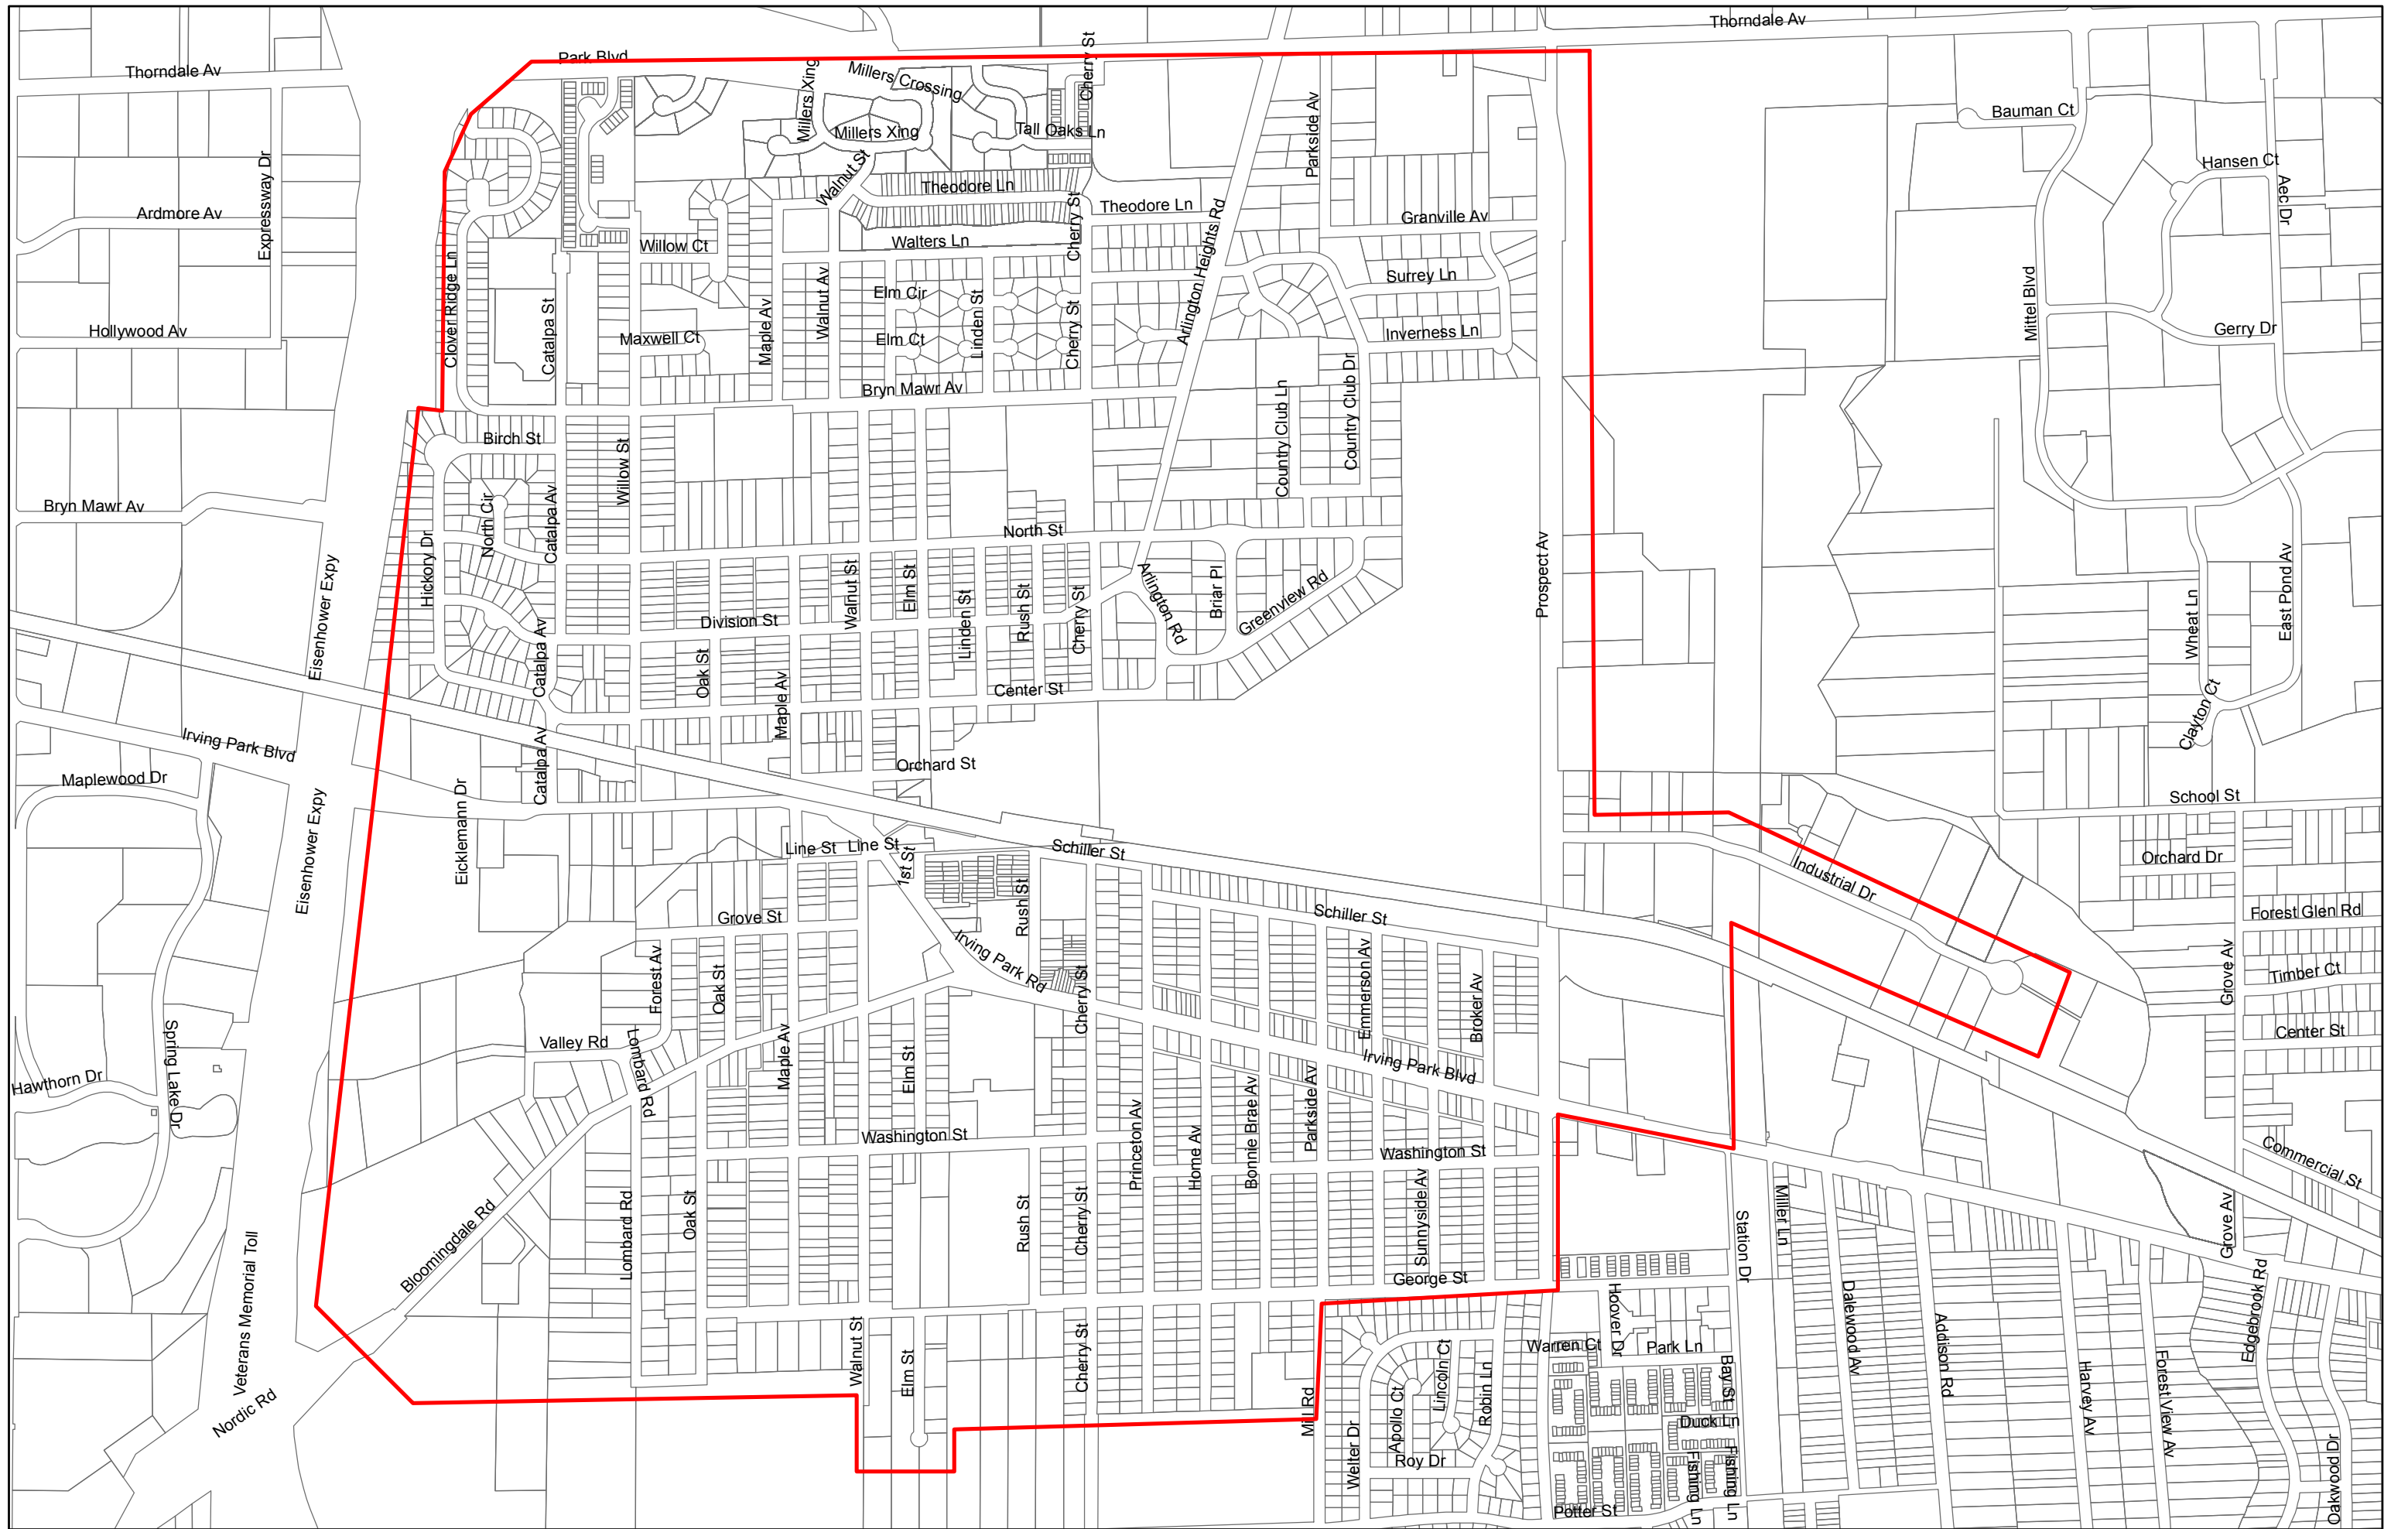 Thorndale Av
Park Blvd
Thorndale Av
Millers Xing
Millers Crossing
Cherry St
Bauman Ct
Millers Xing
Tall Oaks Ln
Parkside Av
Hansen Ct
Expressway Dr
Walnut St
Theodore Ln
Aec Dr
Ardmore Av
Theodore Ln
Granville Av
Cherry St
Willow Ct
Walters Ln
Arlington Heights Rd
Surrey Ln
Clover Ridge Ln
Catalpa St
Maple Av
Walnut Av
Elm Cir
Linden St
Cherry St
Mittel Blvd
Hollywood Av
Maxwell Ct
Elm Ct
Inverness Ln
Gerry Dr
Bryn Mawr Av
Country Club Ln
Country Club Dr
Birch St
Willow St
Bryn Mawr Av
North Cir
Catalpa Av
North St
Prospect Av
Hickory Dr
Eisenhower Expy
Walnut St
Elm St
Arlington Rd
Briar Pl
Greenview Rd
East Pond Av
Wheat Ln
Division St
Linden St
Rush St
Cherry St
Catalpa Av
Oak St
Maple Av
Center St
Clayton Ct
Irving Park Blvd
Maplewood Dr
Catalpa Av
Orchard St
School St
Eicklemann Dr
Eisenhower Expy
Line St
Line St
1st St
Schiller St
Orchard Dr
Industrial Dr
Rush St
Grove St
Schiller St
Forest Glen Rd
Irving Park Rd
Forest Av
Oak St
Cherry St
Emmerson Av
Broker Av
Grove Av
Timber Ct
Center St
Spring Lake Dr
Valley Rd
Lombard Rd
Maple Av
Elm St
Irving Park Blvd
Hawthorn Dr
Parkside Av
Washington St
Princeton Av
Home Av
Bonnie Brae Av
Washington St
Commercial St
Bloomingdale Rd
Lombard Rd
Oak St
Rush St
Cherry St
Sunnyside Av
Station Dr
Miller Ln
Grove Av
George St
Veterans Memorial Toll
Hoover Dr
Dalewood Av
Addison Rd
Edgebrook Rd
Walnut St
Elm St
Cherry St
Warren Ct
Park Ln
Lincoln Ct
Robin Ln
Bay St
Harvey Av
Forest View Av
Nordic Rd
Mill Rd
Apollo Ct
Duck Ln
Welter Dr
Roy Dr
Fishing Ln
Fishing Ln
Oakwood Dr
Potter St